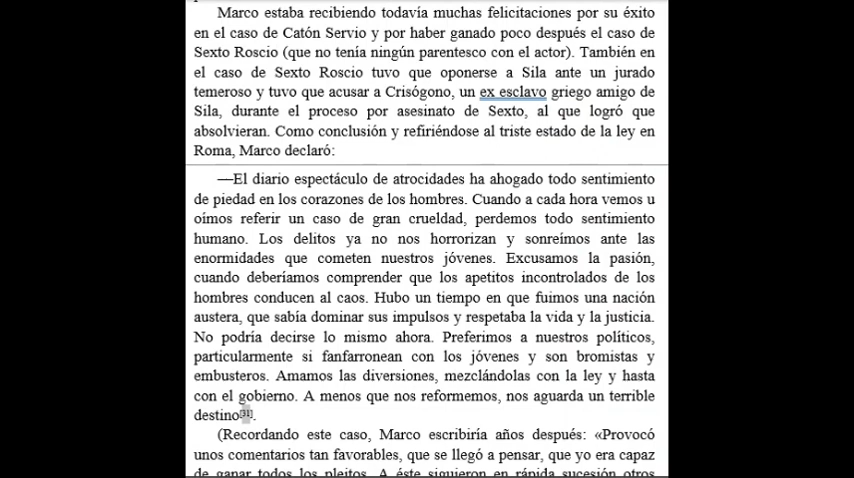 Marco estaba recibiendo todavía muchas felicitaciones por su éxito
en el caso de Catón Servio y por haber ganado poco después el caso de
Sexto Roscio (que no tenía ningún parentesco con el actor). También en
el caso de Sexto Roscio tuvo que oponerse a Sila ante un jurado
temeroso y tuvo que acusar a Crisógono, un ex esclavo griego amigo de
Sila, durante el proceso por asesinato de Sexto, al que logró que
absolvieran. Como conclusión y refiriéndose al triste estado de la ley en
Roma, Marco declaró:
—El diario espectáculo de atrocidades ha ahogado todo sentimiento
de piedad en los corazones de los hombres. Cuando a cada hora vemos u
oímos referir un caso de gran crueldad, perdemos todo sentimiento
humano. Los delitos ya no nos horrorizan y sonreímos ante las
enormidades que cometen nuestros jóvenes. Excusamos la pasión,
cuando deberíamos comprender que los apetitos incontrolados de los
hombres conducen al caos. Hubo un tiempo en que fuimos una nación
austera, que sabía dominar sus impulsos y respetaba la vida y la justicia.
No podría decirse lo mismo ahora. Preferimos a nuestros políticos,
particularmente si fanfarronean con los jóvenes y son bromistas y
embusteros. Amamos las diversiones, mezclándolas con la ley y hasta
con el gobierno. A menos que nos reformemos, nos aguarda un terrible
destino[31].
(Recordando este caso, Marco escribiría años después: «Provocó
unos comentarios tan favorables, que se llegó a pensar, que yo era capaz
de ganar todos los pleitos. A éste siguieron en rápida sucesión otros